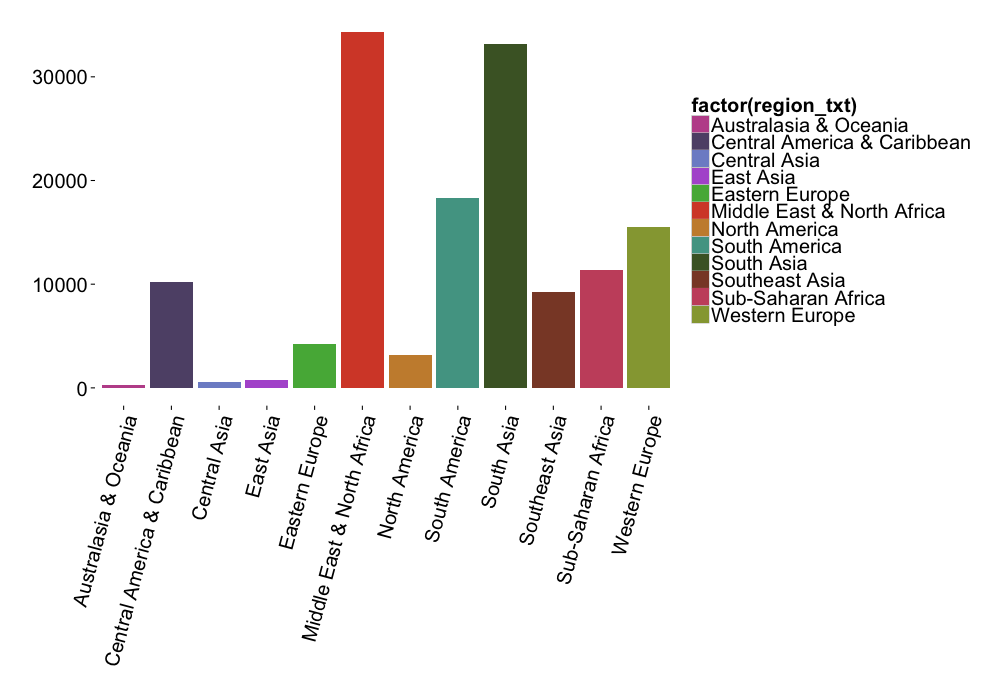 30000
20000
10000
0
Australasia & Oceania
Central America & Caribbean
Central Asia
East Asia
Eastern Europe
Middle East & North Africa
North America
South America
South Asia
Southeast Asia
Sub-Saharan Africa
Western Europe
factor(region_txt)
Australasia & Oceania
Central America & Caribbean
Central Asia
East Asia
Eastern Europe
Middle East & North Africa
North America
South America
South Asia
Southeast Asia
Sub-Saharan Africa
Western Europe